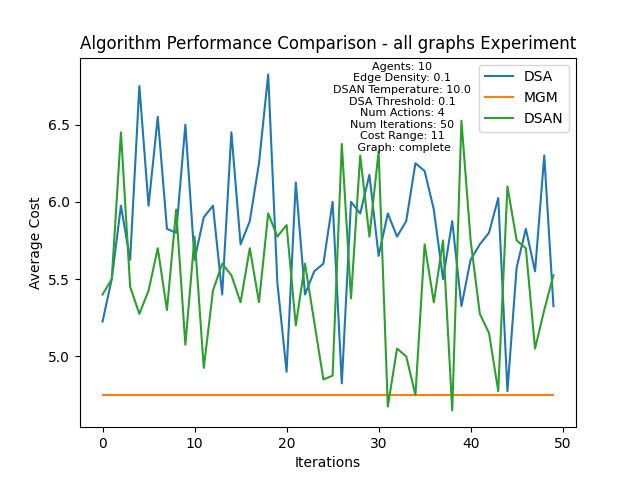 Algorithm Performance Comparison - all graphs Experiment
Agents: 10
Edge Density: 0.1
DSAN Temperature: 10.0
DSA Threshold: 0.1
Num Actions: 4
Num Iterations: 50
Cost Range: 11
Graph: complete
DSA
MGM
DSAN
Average Cost
6.5
6.0
5.5
5.0
0
10
20
30
40
50
Iterations